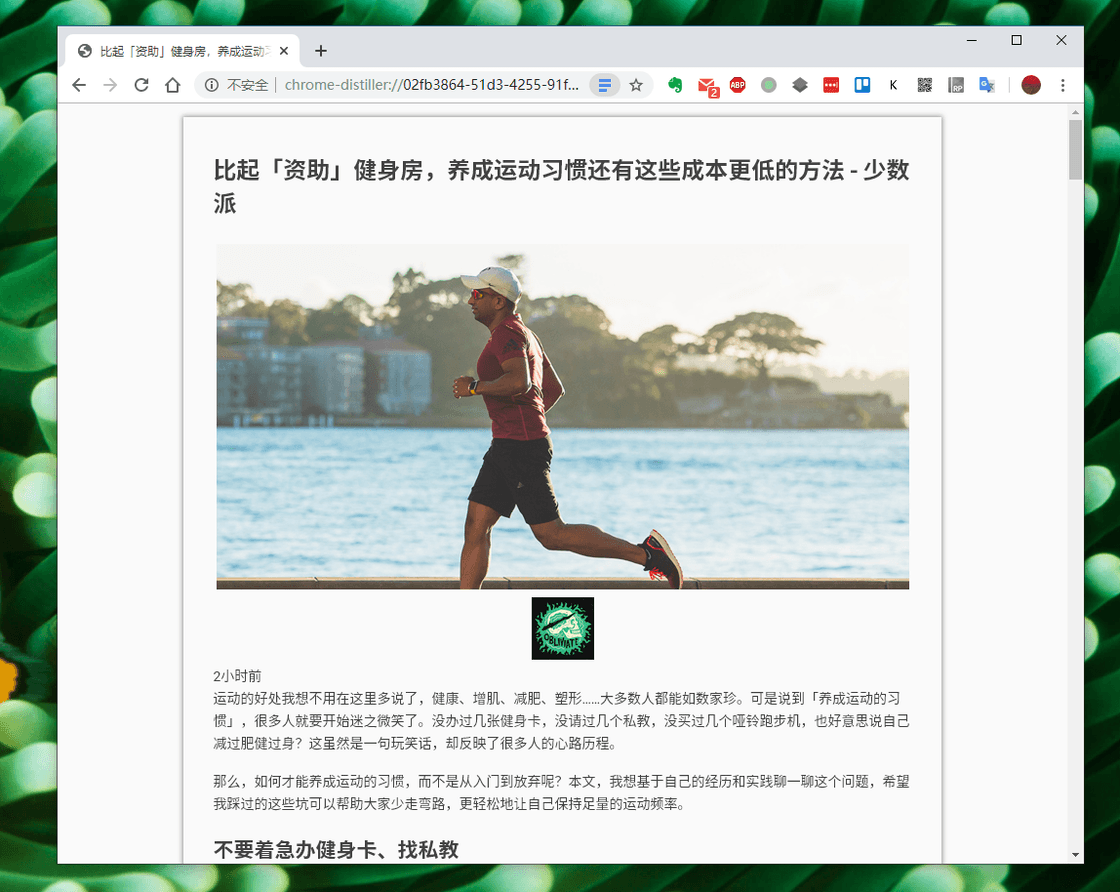 比起「资助」健身房，养成运动习
不安全
chrome-distiller://02fb3864-51d3-4255-91f...
2
ABP
K
RP
比起「资助」健身房，养成运动习惯还有这些成本更低的方法 - 少数
派
OBLIVIATE
2小时前
运动的好处我想不用在这里多说了，健康、增肌、减肥、塑形......大多数人都能如数家珍。可是说到「养成运动的习
惯」，很多人就要开始迷之微笑了。没办过几张健身卡，没请过几个私教，没买过几个哑铃跑步机，也好意思说自己
减过肥健过身？这虽然是一句玩笑话，却反映了很多人的心路历程。
那么，如何才能养成运动的习惯，而不是从入门到放弃呢？本文，我想基于自己的经历和实践聊一聊这个问题，希望
我踩过的这些坑可以帮助大家少走弯路，更轻松地让自己保持足量的运动频率。
不要着急办健身卡、找私教